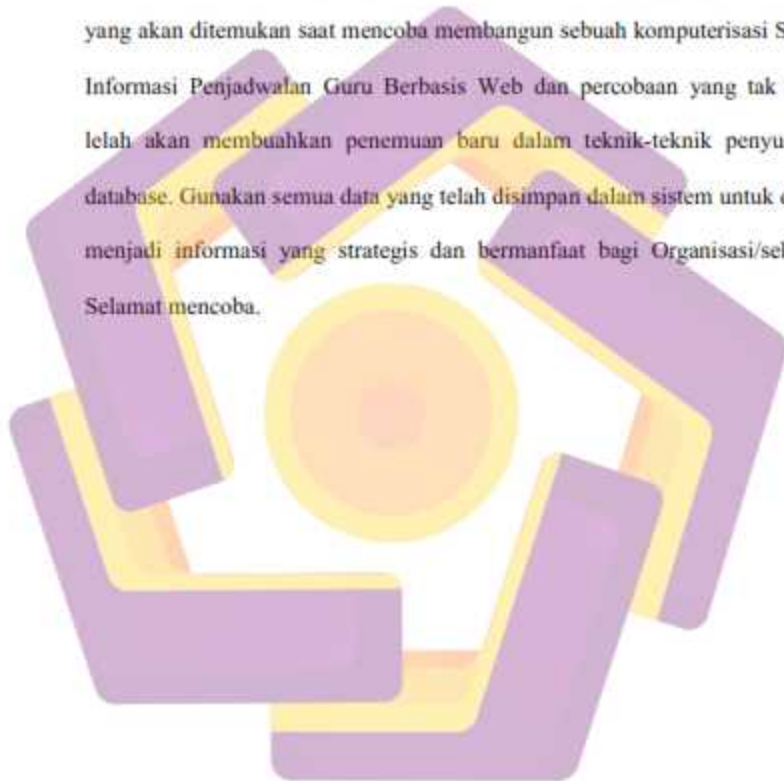 yang akan ditemukan saat mencoba membangun sebuah komputerisasi S
Informasi Penjadwalan Guru Berbasis Web dan percobaan yang tak
lelah akan membuahkan penemuan baru dalam teknik-teknik penyu
database. Gunakan semua data yang telah disimpan dalam sistem untuk
menjadi informasi yang strategis dan bermanfaat bagi Organisasi/sel
Selamat mencoba.